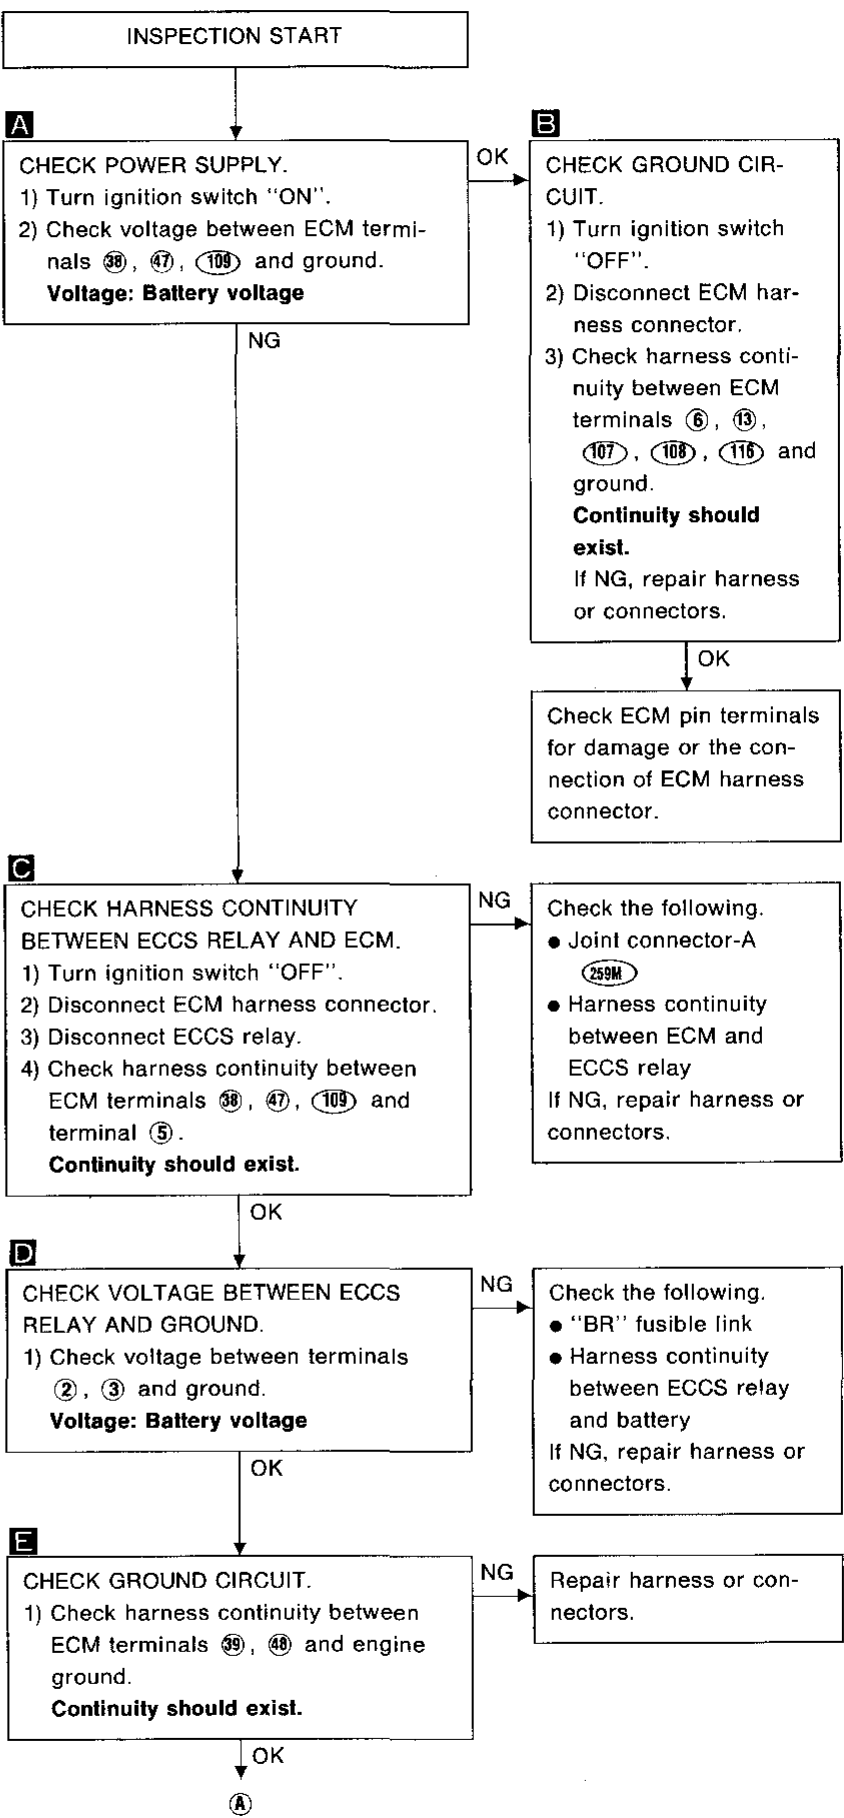 INSPECTION START
A
CHECK POWER SUPPLY.
1) Turn ignition switch "ON".
2) Check voltage between ECM termi-
nals 38, 47, 109 and ground.
Voltage: Battery voltage
OK
NG
B
CHECK GROUND CIR-
CUIT.
1) Turn ignition switch
"OFF".
2) Disconnect ECM har-
ness connector.
3) Check harness conti-
nuity between ECM
terminals 6, 13,
107, 108, 116 and
ground.
Continuity should
exist.
If NG, repair harness
or connectors.
OK
Check ECM pin terminals
for damage or the con-
nection of ECM harness
connector.
C
CHECK HARNESS CONTINUITY
BETWEEN ECCS RELAY AND ECM.
1) Turn ignition switch "OFF".
2) Disconnect ECM harness connector.
3) Disconnect ECCS relay.
4) Check harness continuity between
ECM terminals 38, 47, 109 and
terminal 5.
Continuity should exist.
NG
Check the following.
● Joint connector-A
259M
● Harness continuity
between ECM and
ECCS relay
If NG, repair harness or
connectors.
OK
D
CHECK VOLTAGE BETWEEN ECCS
RELAY AND GROUND.
1) Check voltage between terminals
2, 3 and ground.
Voltage: Battery voltage
NG
Check the following.
● "BR" fusible link
● Harness continuity
between ECCS relay
and battery
If NG, repair harness or
connectors.
OK
E
CHECK GROUND CIRCUIT.
1) Check harness continuity between
ECM terminals 39, 48 and engine
ground.
Continuity should exist.
NG
Repair harness or con-
nectors.
OK
A